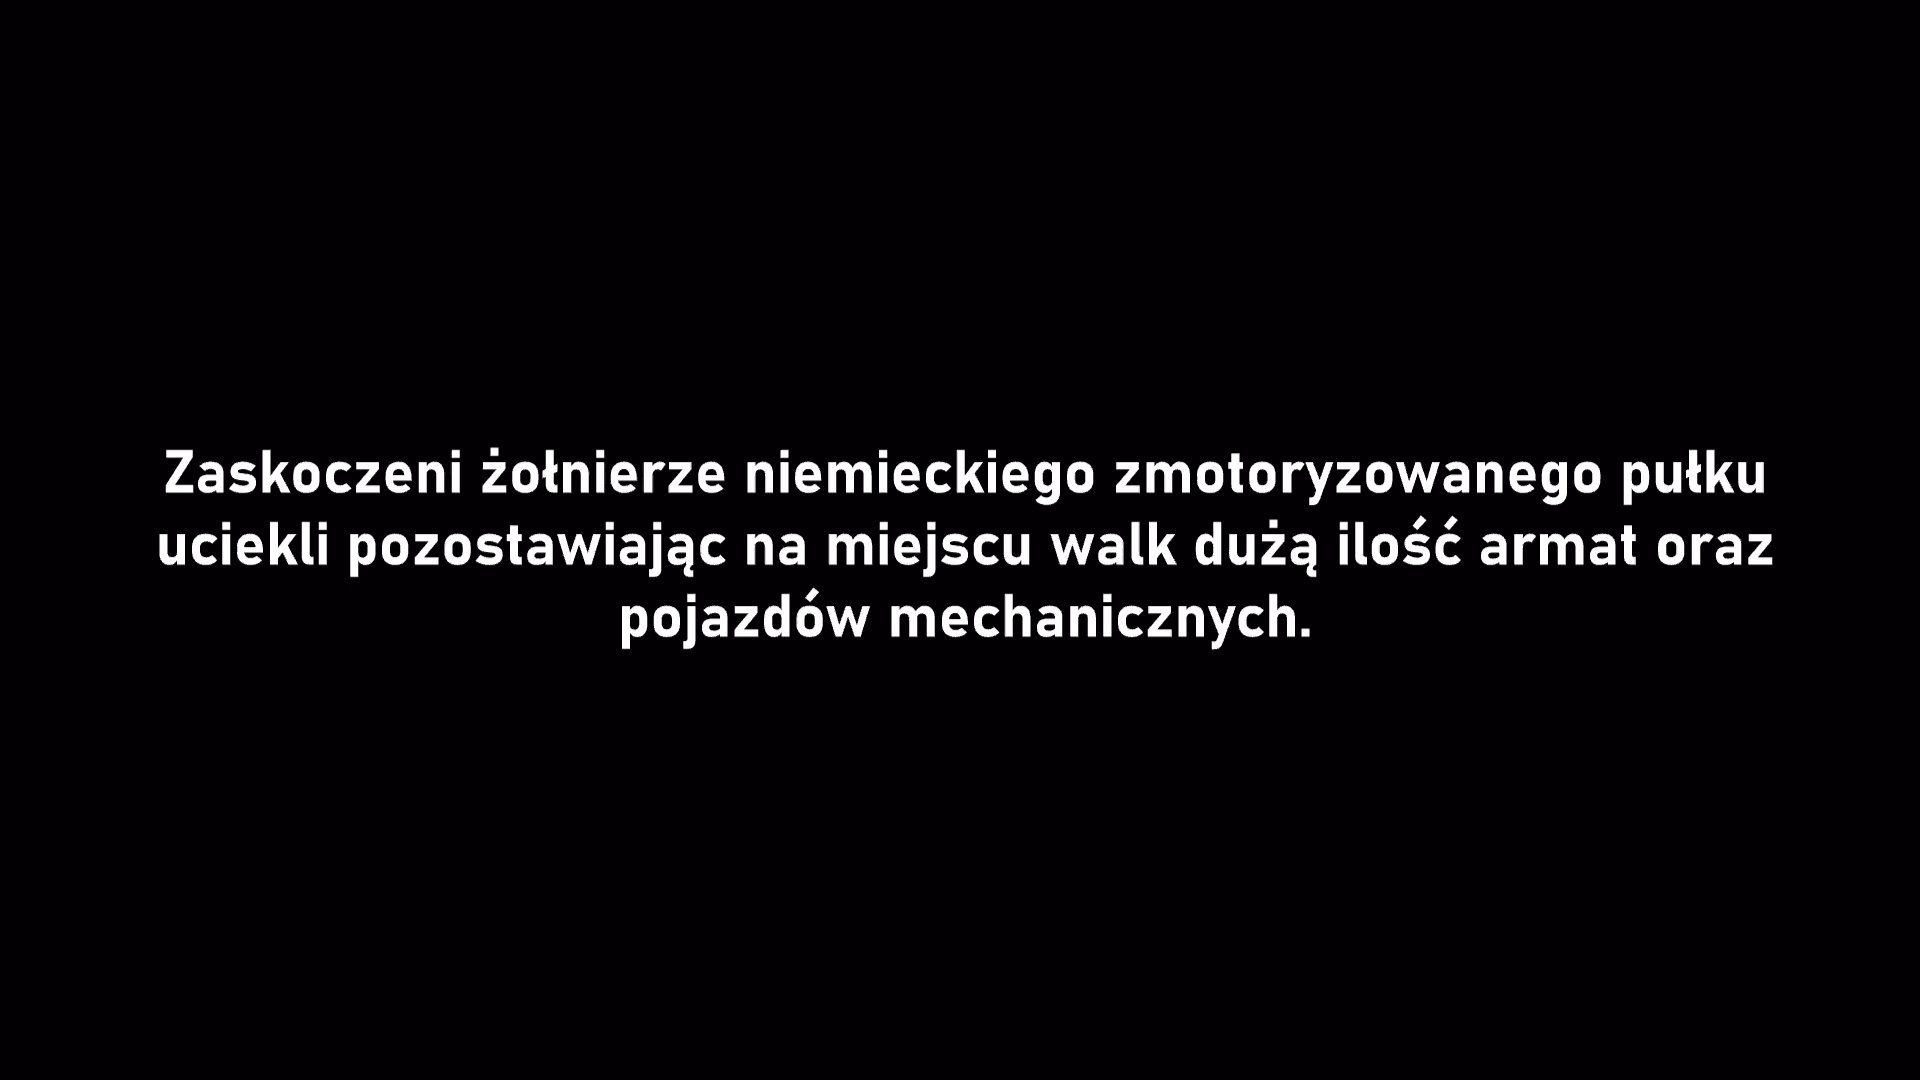 Zaskoczeni żołnierze niemieckiego zmotoryzowanego pułku
uciekli pozostawiając na miejscu walk dużą ilość armat oraz
pojazdów mechanicznych.